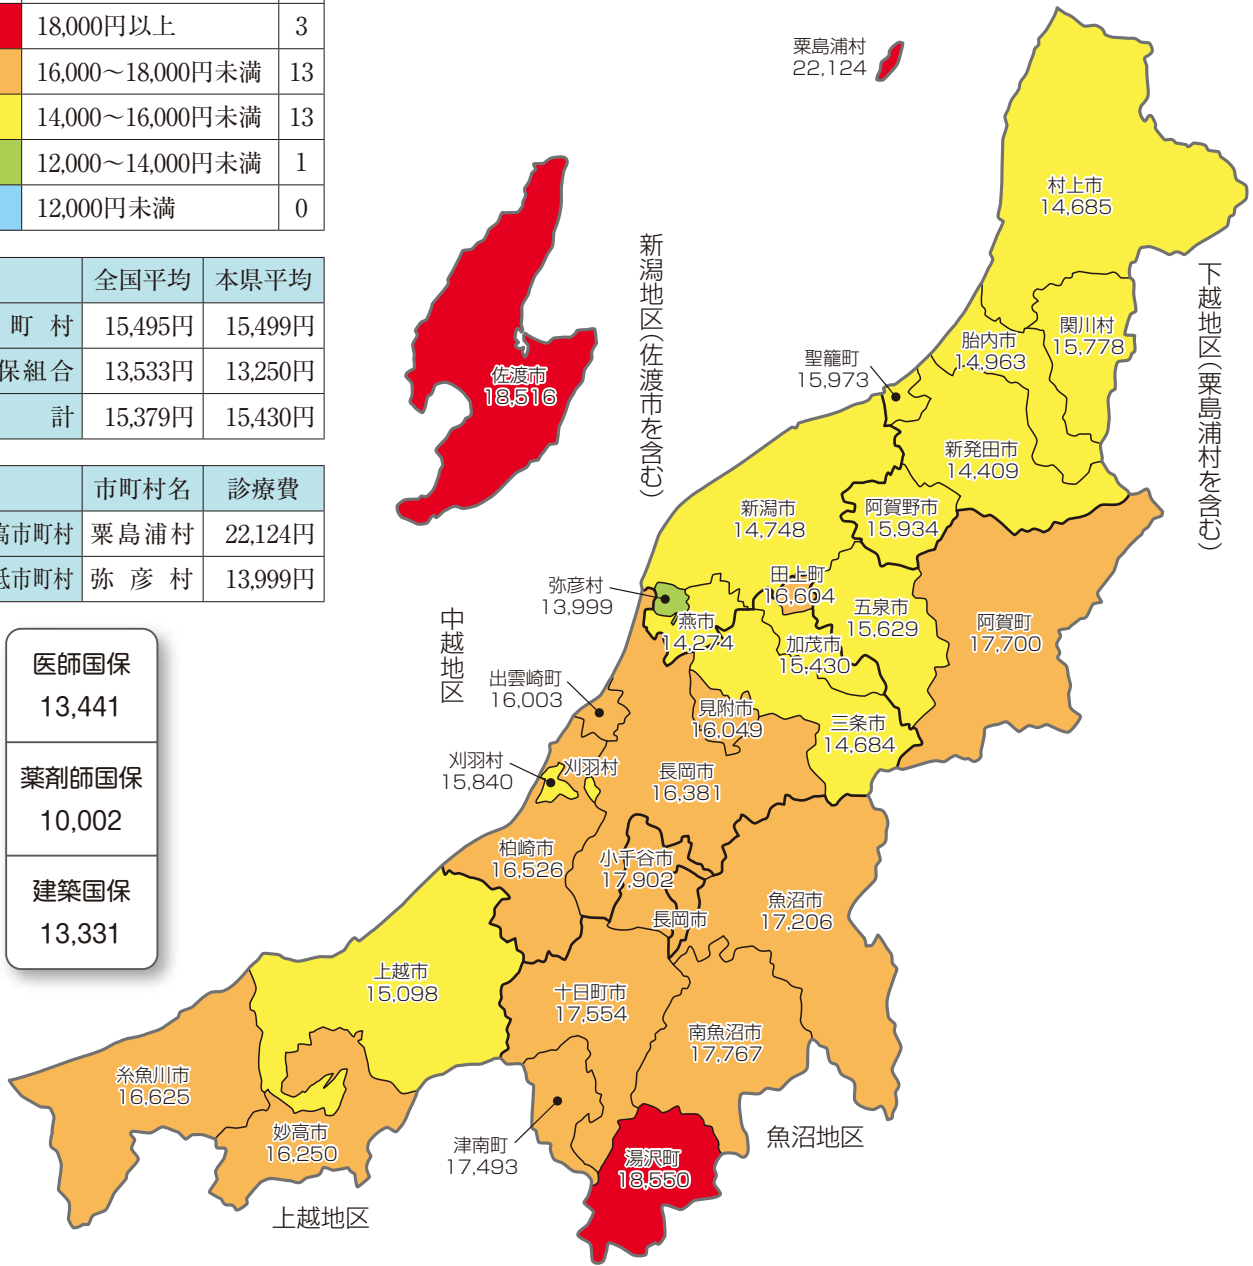 18,000円以上 3
16,000～18,000円未満 13
14,000～16,000円未満 13
12,000～14,000円未満 1
12,000円未満 0
全国平均 本県平均
町 村 15,495円 15,499円
保組合 13,533円 13,250円
計 15,379円 15,430円
市町村名 診療費
高市町村 粟島浦村 22,124円
低市町村 弥彦村 13,999円
医師国保
13,441
薬剤師国保
10,002
建築国保
13,331
粟島浦村
22,124
村上市
14,685
新潟地区(佐渡市を含む)
下越地区(粟島浦村を含む)
関川村
15,778
胎内市
14,963
聖籠町
15,973
佐渡市
18,516
新発田市
14,409
新潟市
14,748
阿賀野市
15,934
田上町
16,604
弥彦村
13,999
五泉市
15,629
阿賀町
17,700
燕市
14,274
加茂市
15,430
中越地区
出雲崎町
16,003
見附市
16,049
三条市
14,684
刈羽村
15,840
刈羽村
長岡市
16,381
柏崎市
16,526
小千谷市
17,902
長岡市
魚沼市
17,206
上越市
15,098
十日町市
17,554
南魚沼市
17,767
糸魚川市
16,625
妙高市
16,250
津南町
17,493
湯沢町
18,550
魚沼地区
上越地区